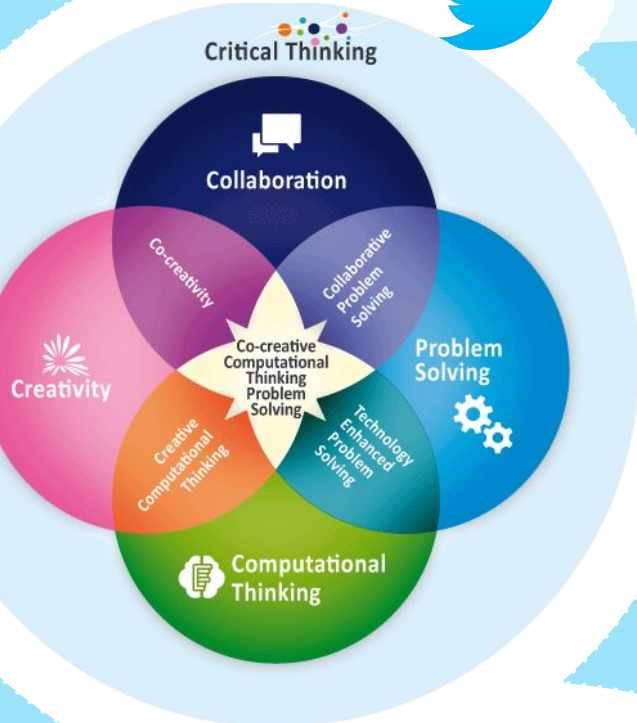 Critical Thinking
Collaboration
Co-creativity
Collaborative
Problem
Solving
Creativity
Co-creative
Computational
Thinking
Problem
Solving
Problem
Solving
Creative
Computational
Thinking
Technology
Enhanced
Problem
Solving
Computational
Thinking